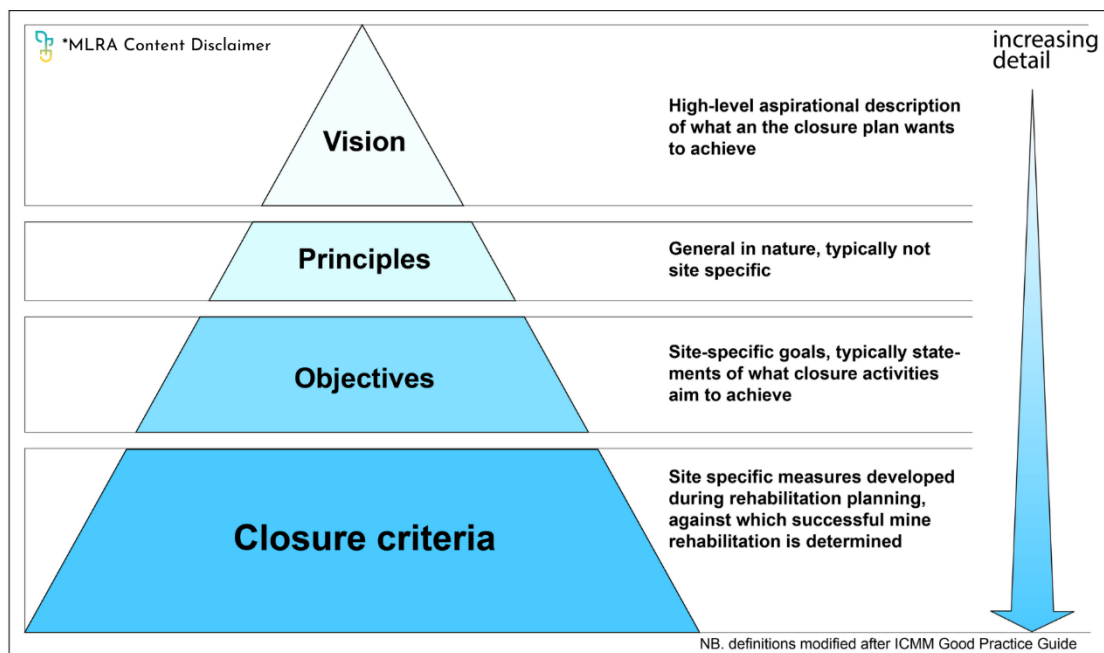 *MLRA Content Disclaimer
increasing
detail
Vision
High-level aspirational description
of what an the closure plan wants
to achieve
Principles
General in nature, typically not
site specific
Objectives
Site-specific goals, typically state-
ments of what closure activities
aim to achieve
Closure criteria
Site specific measures developed
during rehabilitation planning,
against which successful mine
rehabilitation is determined
NB. definitions modified after ICMM Good Practice Guide